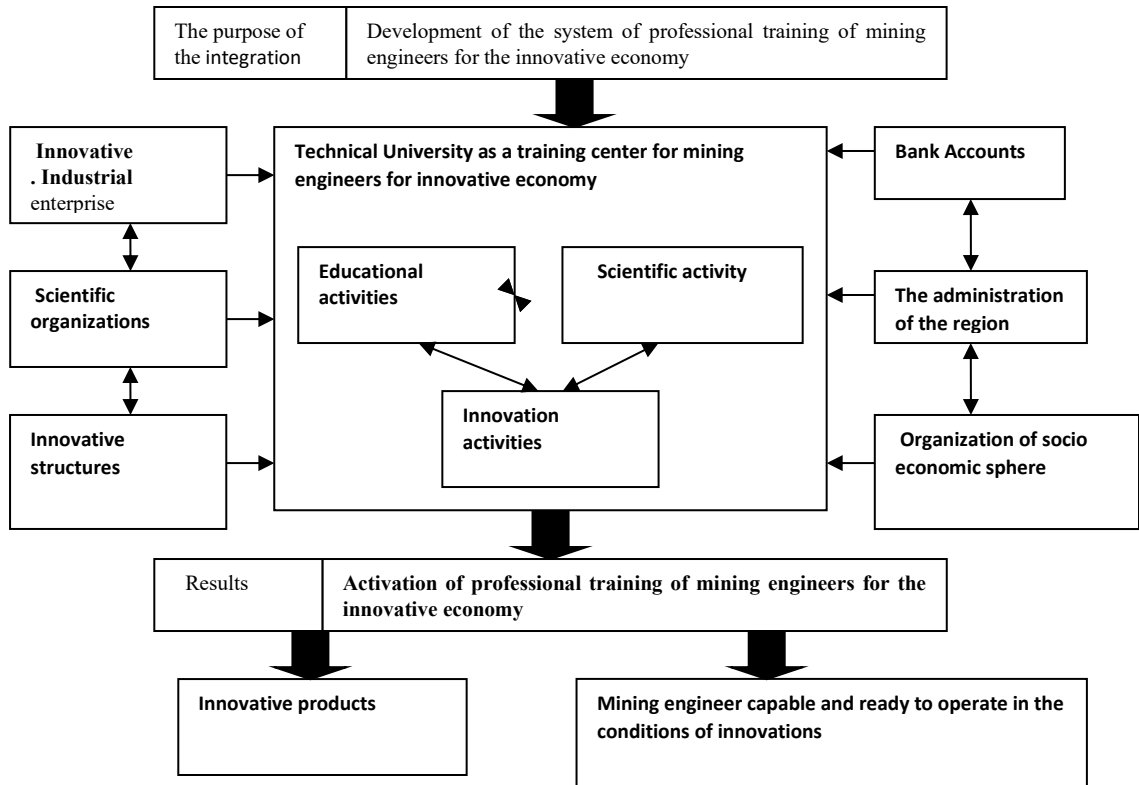 The purpose of
the integration
Development of the system of professional training of mining
engineers for the innovative economy
Innovative
. Industrial
enterprise
Technical University as a training center for mining
engineers for innovative economy
Bank Accounts
Educational
activities
Scientific activity
Scientific
organizations
The administration
of the region
Innovation
activities
Innovative
structures
Organization of socio
economic sphere
Results
Activation of professional training of mining engineers for the
innovative economy
Innovative products
Mining engineer capable and ready to operate in the
conditions of innovations